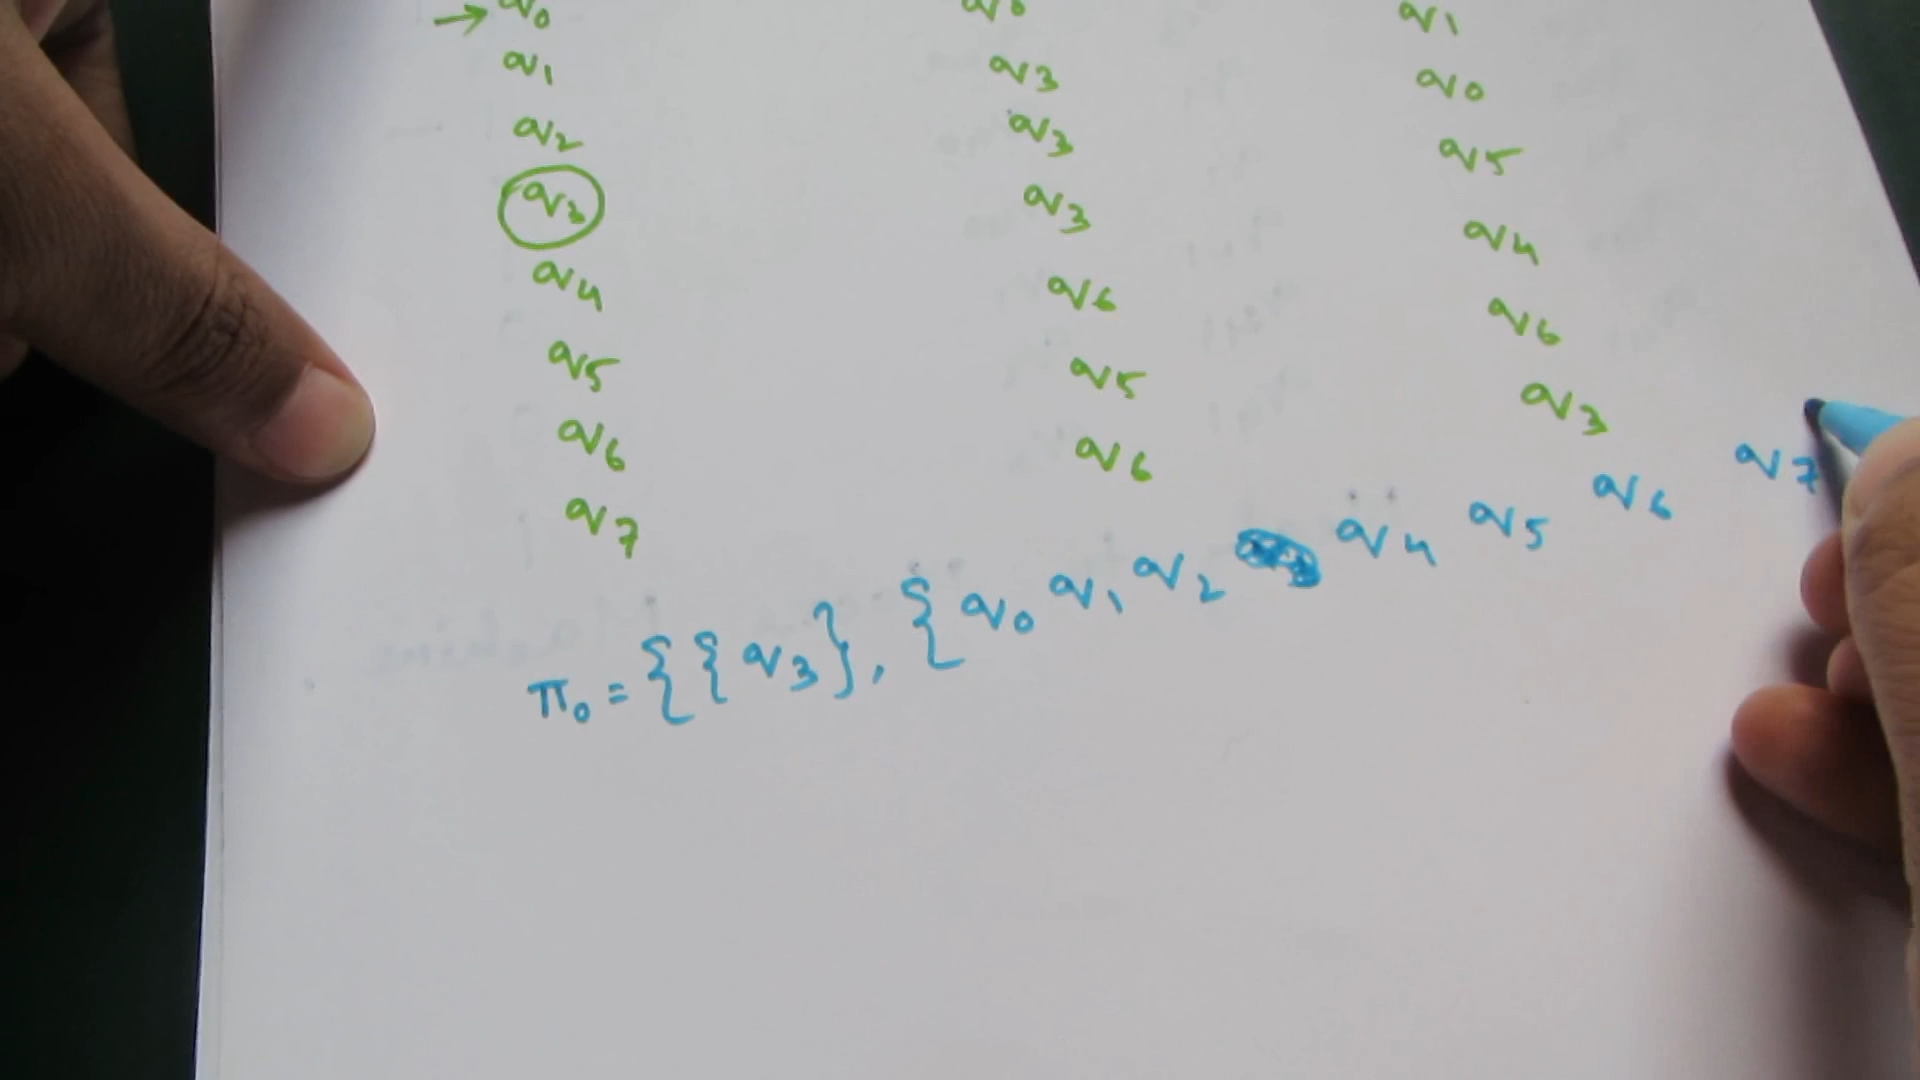 → q0 q0 q1
q1 q3 q0
q2 q3 q5
q3 q3 q4
q4 q6 q6
q5 q5 q3
q6 q6
q7
π0 = { { q3 }, { q0 q1 q2 q4 q5 q6 q7